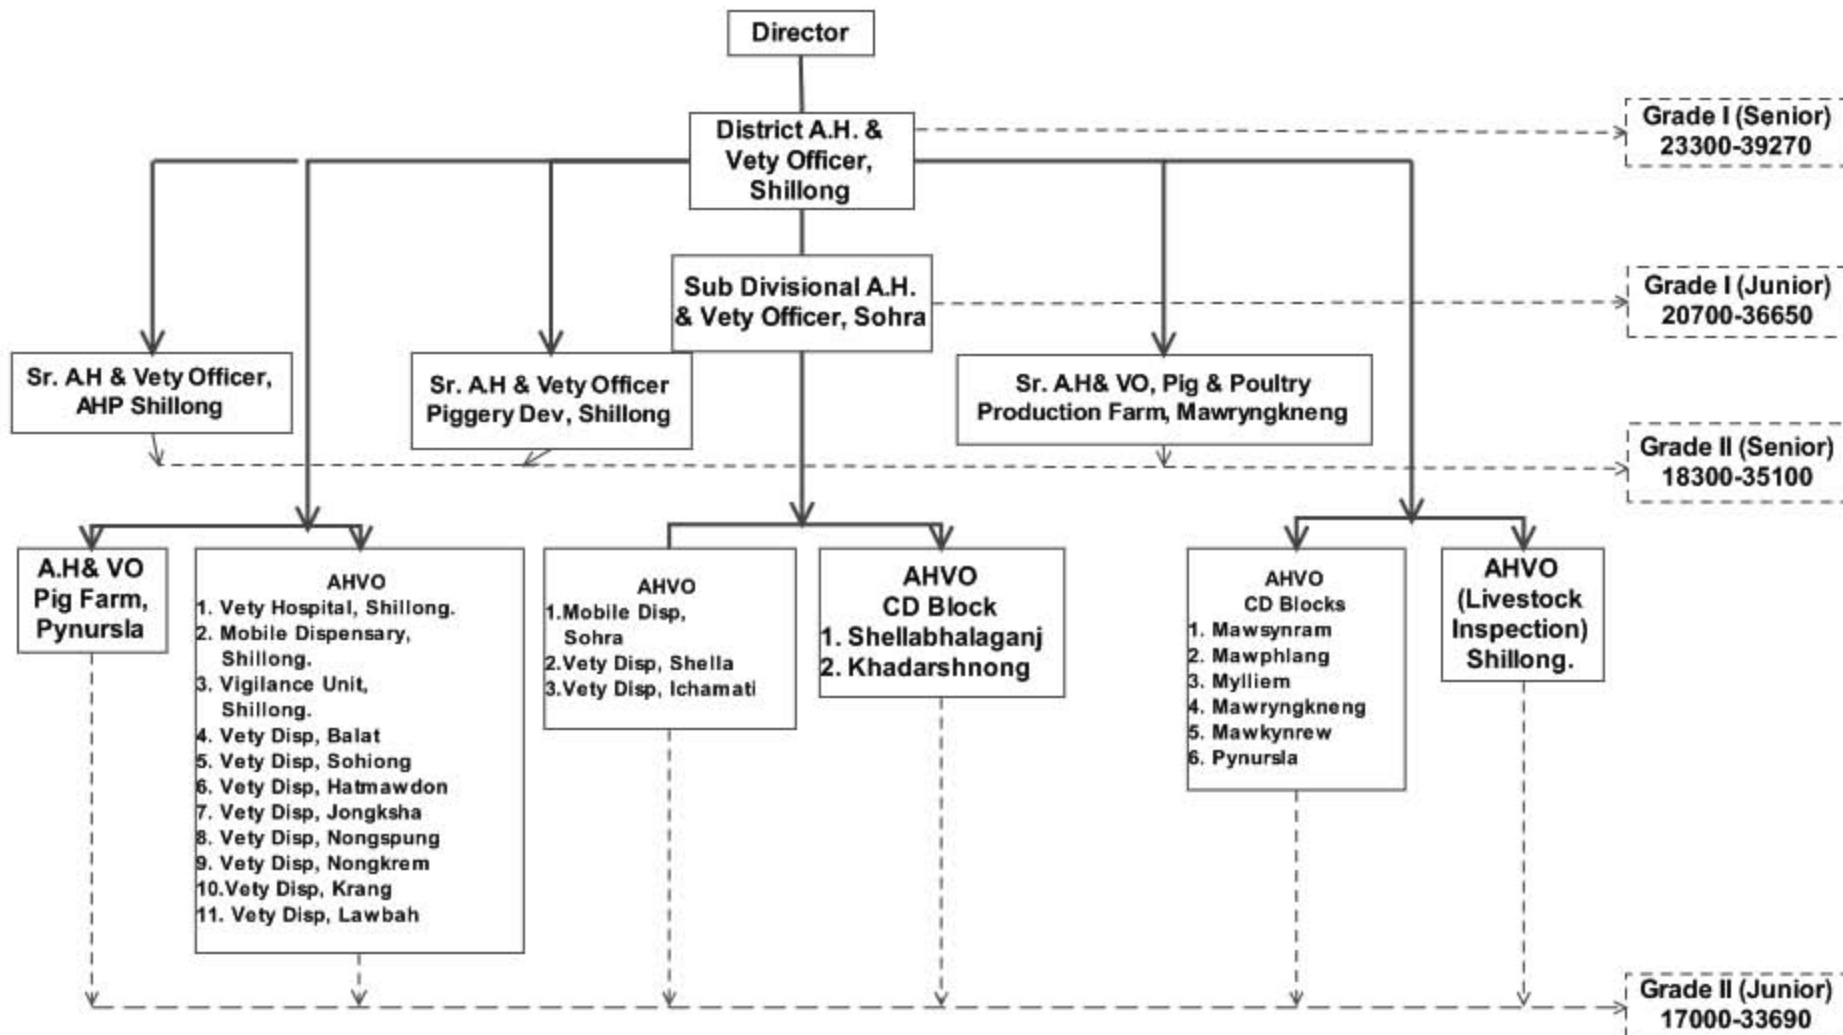 Director
District A.H. &
Vety Officer,
Shillong
Grade I (Senior)
23300-39270
Sub Divisional A.H.
& Vety Officer, Sohra
Grade I (Junior)
20700-36650
Sr. A.H & Vety Officer,
AHP Shillong
Sr. A.H & Vety Officer
Piggery Dev, Shillong
Sr. A.H& VO, Pig & Poultry
Production Farm, Mawryngkneng
Grade II (Senior)
18300-35100
A.H& VO
Pig Farm,
Pynursla
AHVO
1. Vety Hospital, Shillong.
2. Mobile Dispensary,
Shillong.
3. Vigilance Unit,
Shillong.
4. Vety Disp, Balat
5. Vety Disp, Sohiong
6. Vety Disp, Hatmawdon
7. Vety Disp, Jongksha
8. Vety Disp, Nongspung
9. Vety Disp, Nongkrem
10.Vety Disp, Krang
11. Vety Disp, Lawbah
AHVO
1.Mobile Disp,
Sohra
2.Vety Disp, Shella
3.Vety Disp, Ichamati
AHVO
CD Block
1. Shellabhalaganj
2. Khadarshnong
AHVO
CD Blocks
1. Mawsynram
2. Mawphlang
3. Mylliem
4. Mawryngkneng
5. Mawkynrew
6. Pynursla
AHVO
(Livestock
Inspection)
Shillong.
Grade II (Junior)
17000-33690